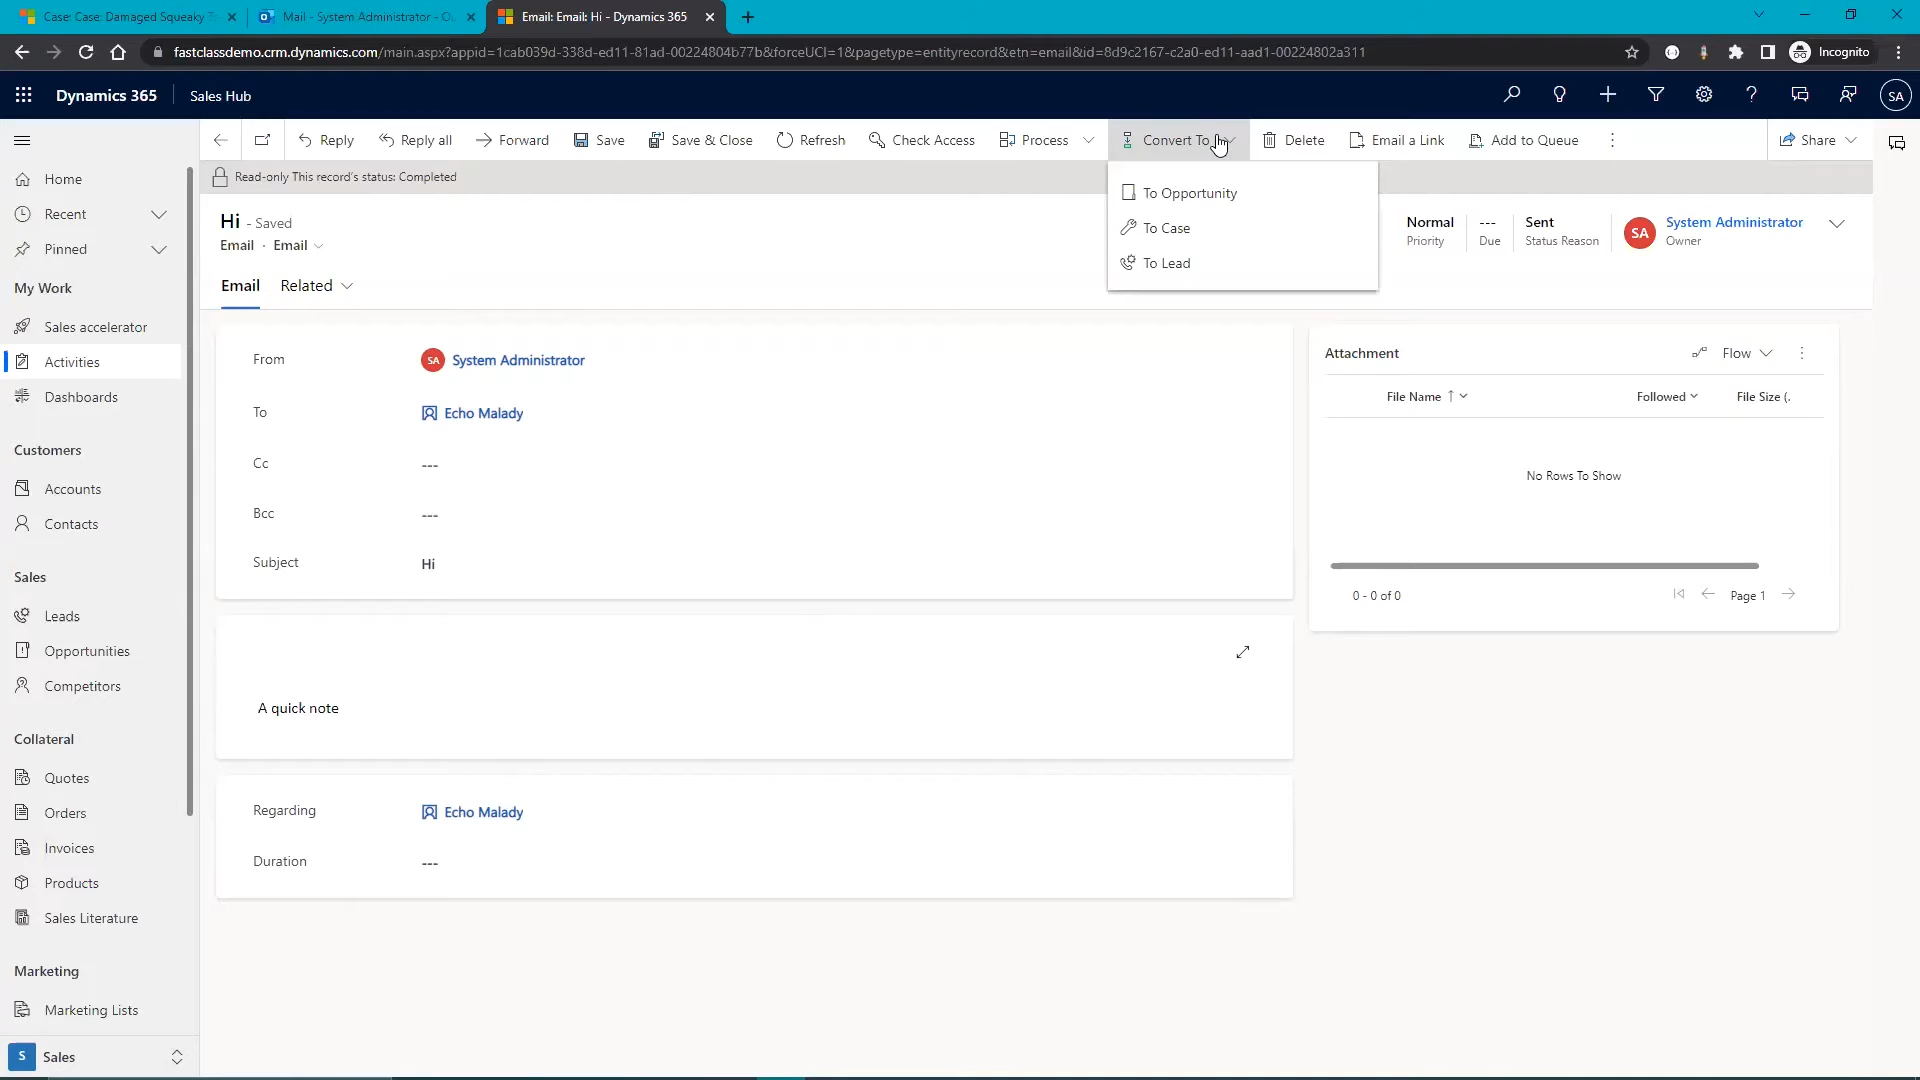 Case: Case: Damaged Squeaky T
Mail - System Administrator - Ou
Email: Email: Hi - Dynamics 365
fastclassdemo.crm.dynamics.com/main.aspx?appid=1cab039d-338d-ed11-81ad-00224804b77b&forceUCI=1&pagetype=entityrecord&etn=email&id=8d9c2167-c2a0-ed11-aad1-00224802a311
Incognito
Dynamics 365
Sales Hub
SA
Reply
Reply all
Forward
Save
Save & Close
Refresh
Check Access
Process
Convert To
Delete
Email a Link
Add to Queue
Share
Read-only This record's status: Completed
To Opportunity
To Case
To Lead
Hi - Saved
Email · Email
Normal
Priority
---
Due
Sent
Status Reason
SA
System Administrator
Owner
Email
Related
Home
Recent
Pinned
My Work
Sales accelerator
Activities
Dashboards
Customers
Accounts
Contacts
Sales
Leads
Opportunities
Competitors
Collateral
Quotes
Orders
Invoices
Products
Sales Literature
Marketing
Marketing Lists
S
Sales
From
SA
System Administrator
To
Echo Malady
Cc
---
Bcc
---
Subject
Hi
A quick note
Regarding
Echo Malady
Duration
---
Attachment
Flow
File Name
Followed
File Size (.
No Rows To Show
0 - 0 of 0
Page 1